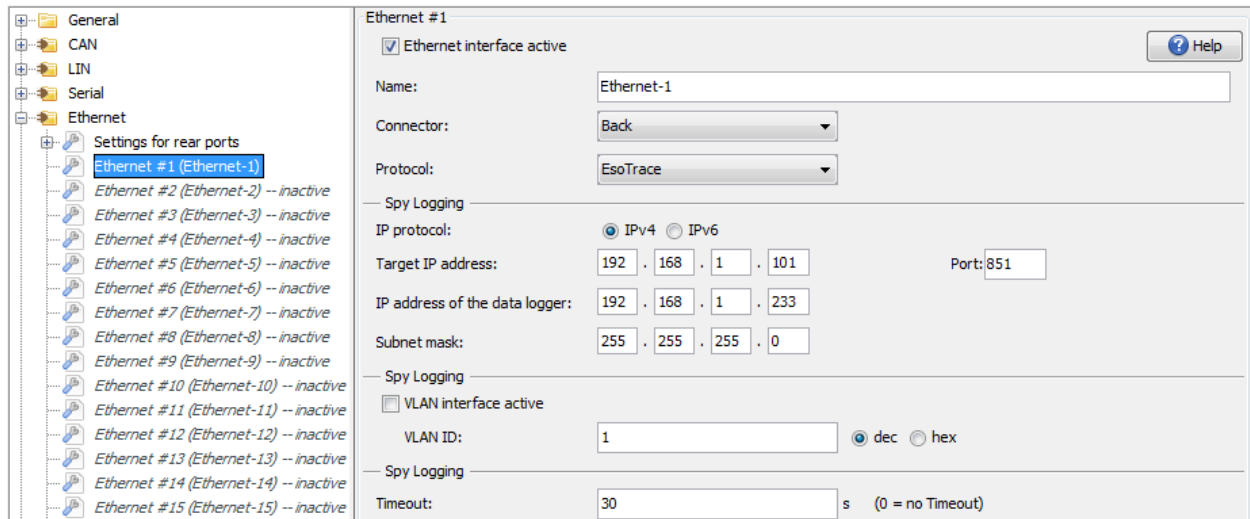 General
CAN
LIN
Serial
Ethernet
Settings for rear ports
Ethernet #1 (Ethernet-1)
Ethernet #2 (Ethernet-2) -- inactive
Ethernet #3 (Ethernet-3) -- inactive
Ethernet #4 (Ethernet-4) -- inactive
Ethernet #5 (Ethernet-5) -- inactive
Ethernet #6 (Ethernet-6) -- inactive
Ethernet #7 (Ethernet-7) -- inactive
Ethernet #8 (Ethernet-8) -- inactive
Ethernet #9 (Ethernet-9) -- inactive
Ethernet #10 (Ethernet-10) -- inactive
Ethernet #11 (Ethernet-11) -- inactive
Ethernet #12 (Ethernet-12) -- inactive
Ethernet #13 (Ethernet-13) -- inactive
Ethernet #14 (Ethernet-14) -- inactive
Ethernet #15 (Ethernet-15) -- inactive
Ethernet #1
Ethernet interface active
Help
Name: Ethernet-1
Connector: Back
Protocol: EsoTrace
Spy Logging
IP protocol: IPv4 IPv6
Target IP address: 192 . 168 . 1 . 101 Port: 851
IP address of the data logger: 192 . 168 . 1 . 233
Subnet mask: 255 . 255 . 255 . 0
Spy Logging
VLAN interface active
VLAN ID: 1 dec hex
Spy Logging
Timeout: 30 s (0 = no Timeout)